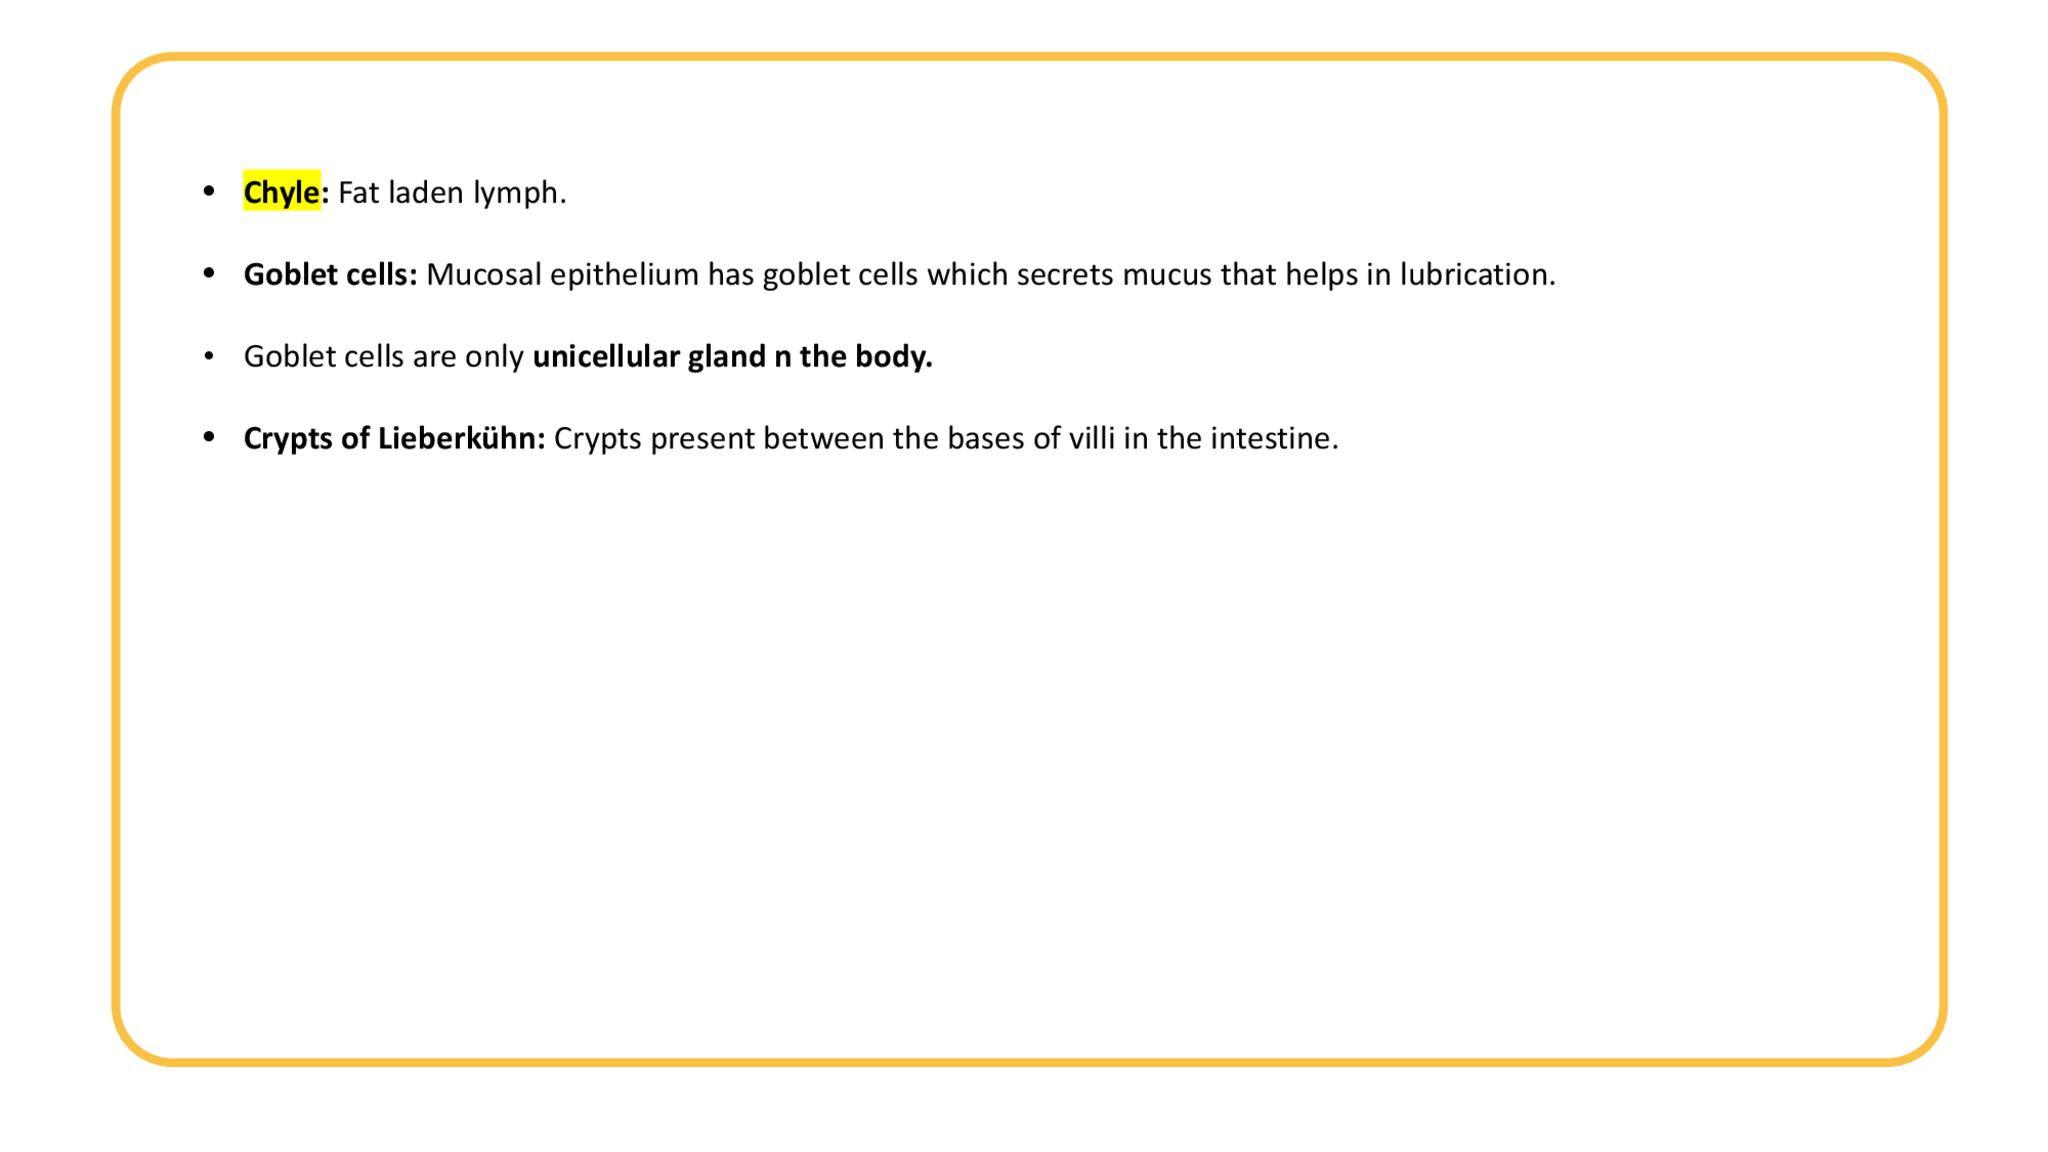 • Chyle: Fat laden lymph.
• Goblet cells: Mucosal epithelium has goblet cells which secrets mucus that helps in lubrication.
• Goblet cells are only unicellular gland n the body.
• Crypts of Lieberkühn: Crypts present between the bases of villi in the intestine.